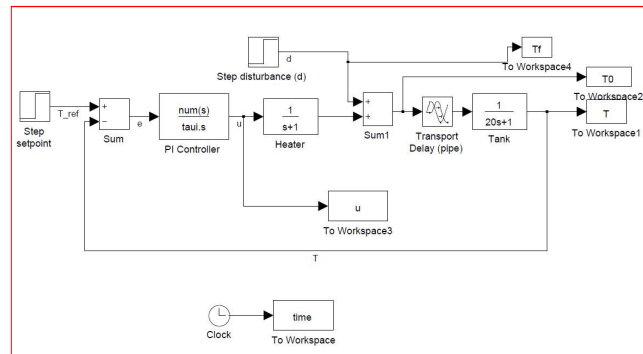 Tf
To Workspace4
d
Step disturbance (d)
T0
To Workspace2
T_ref
+
−
e
num(s)
taui.s
u
1
s+1
+
+
1
20s+1
T
To Workspace1
Step
setpoint
Sum
PI Controller
Heater
Sum1
Transport
Delay (pipe)
Tank
u
To Workspace3
T
Clock
time
To Workspace